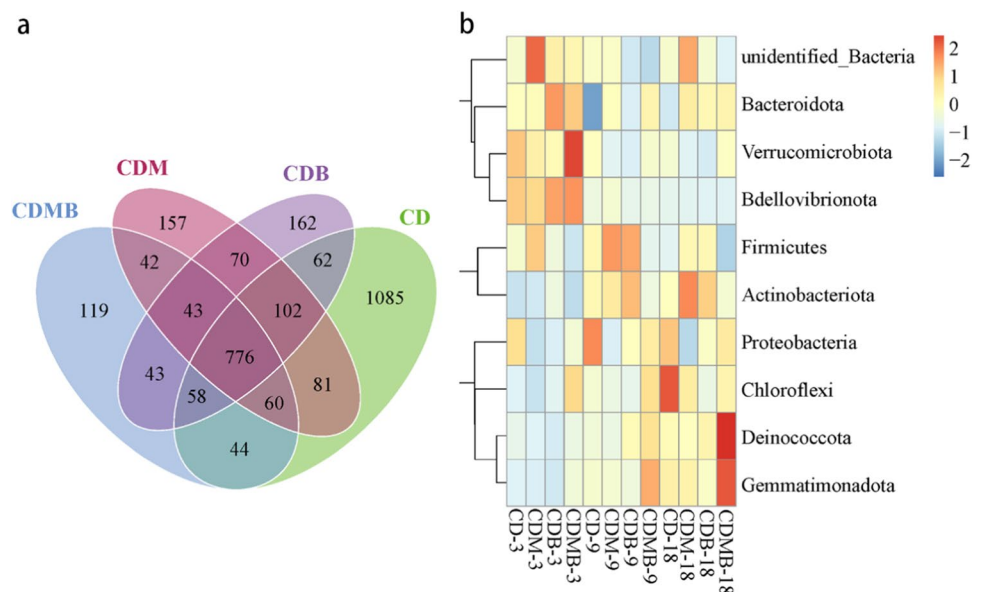 a
b
CDM
CDB
CDMB
CD
157
162
42
70
62
119
43
102
1085
776
43
58
60
81
44
unidentified_Bacteria
Bacteroidota
Verrucomicrobiota
Bdellovibrionota
Firmicutes
Actinobacteriota
Proteobacteria
Chloroflexi
Deinococcota
Gemmatimonadota
2
1
0
−1
−2
CD-3
CDM-3
CDB-3
CDMB-3
CD-9
CDM-9
CDB-9
CDMB-9
CD-18
CDM-18
CDB-18
CDMB-18